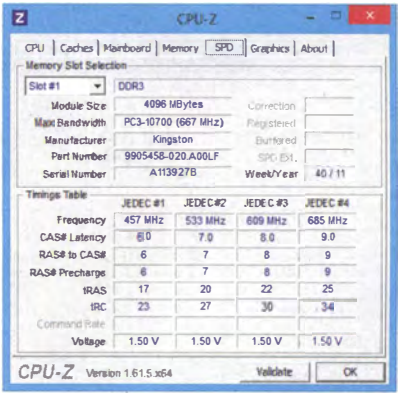 Z CPU-Z
CPU Caches Mainboard Memory SPD Graphics About
Memory Slot Selection
Slot #1 DDR3
Module Size 4096 MBytes Correction
Max Bandwidth PC3-10700 (667 MHz) Registered
Manufacturer Kingston Buffered
Part Number 9905458-020.A00LF SPD Ext.
Serial Number A113927B Week/Year 40 / 11
Timings Table
JEDEC #1 JEDEC #2 JEDEC #3 JEDEC #4
Frequency 457 MHz 533 MHz 609 MHz 685 MHz
CAS# Latency 6.0 7.0 8.0 9.0
RAS# to CAS# 6 7 8 9
RAS# Precharge 6 7 8 9
tRAS 17 20 22 25
tRC 23 27 30 34
Command Rate
Voltage 1.50 V 1.50 V 1.50 V 1.50 V
CPU-Z Version 1.61.5.x64 Validate OK